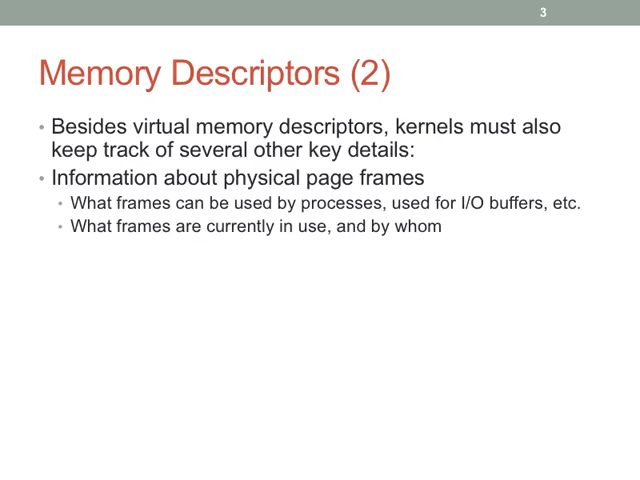 3
Memory Descriptors (2)
• Besides virtual memory descriptors, kernels must also
keep track of several other key details:
• Information about physical page frames
• What frames can be used by processes, used for I/O buffers, etc.
• What frames are currently in use, and by whom